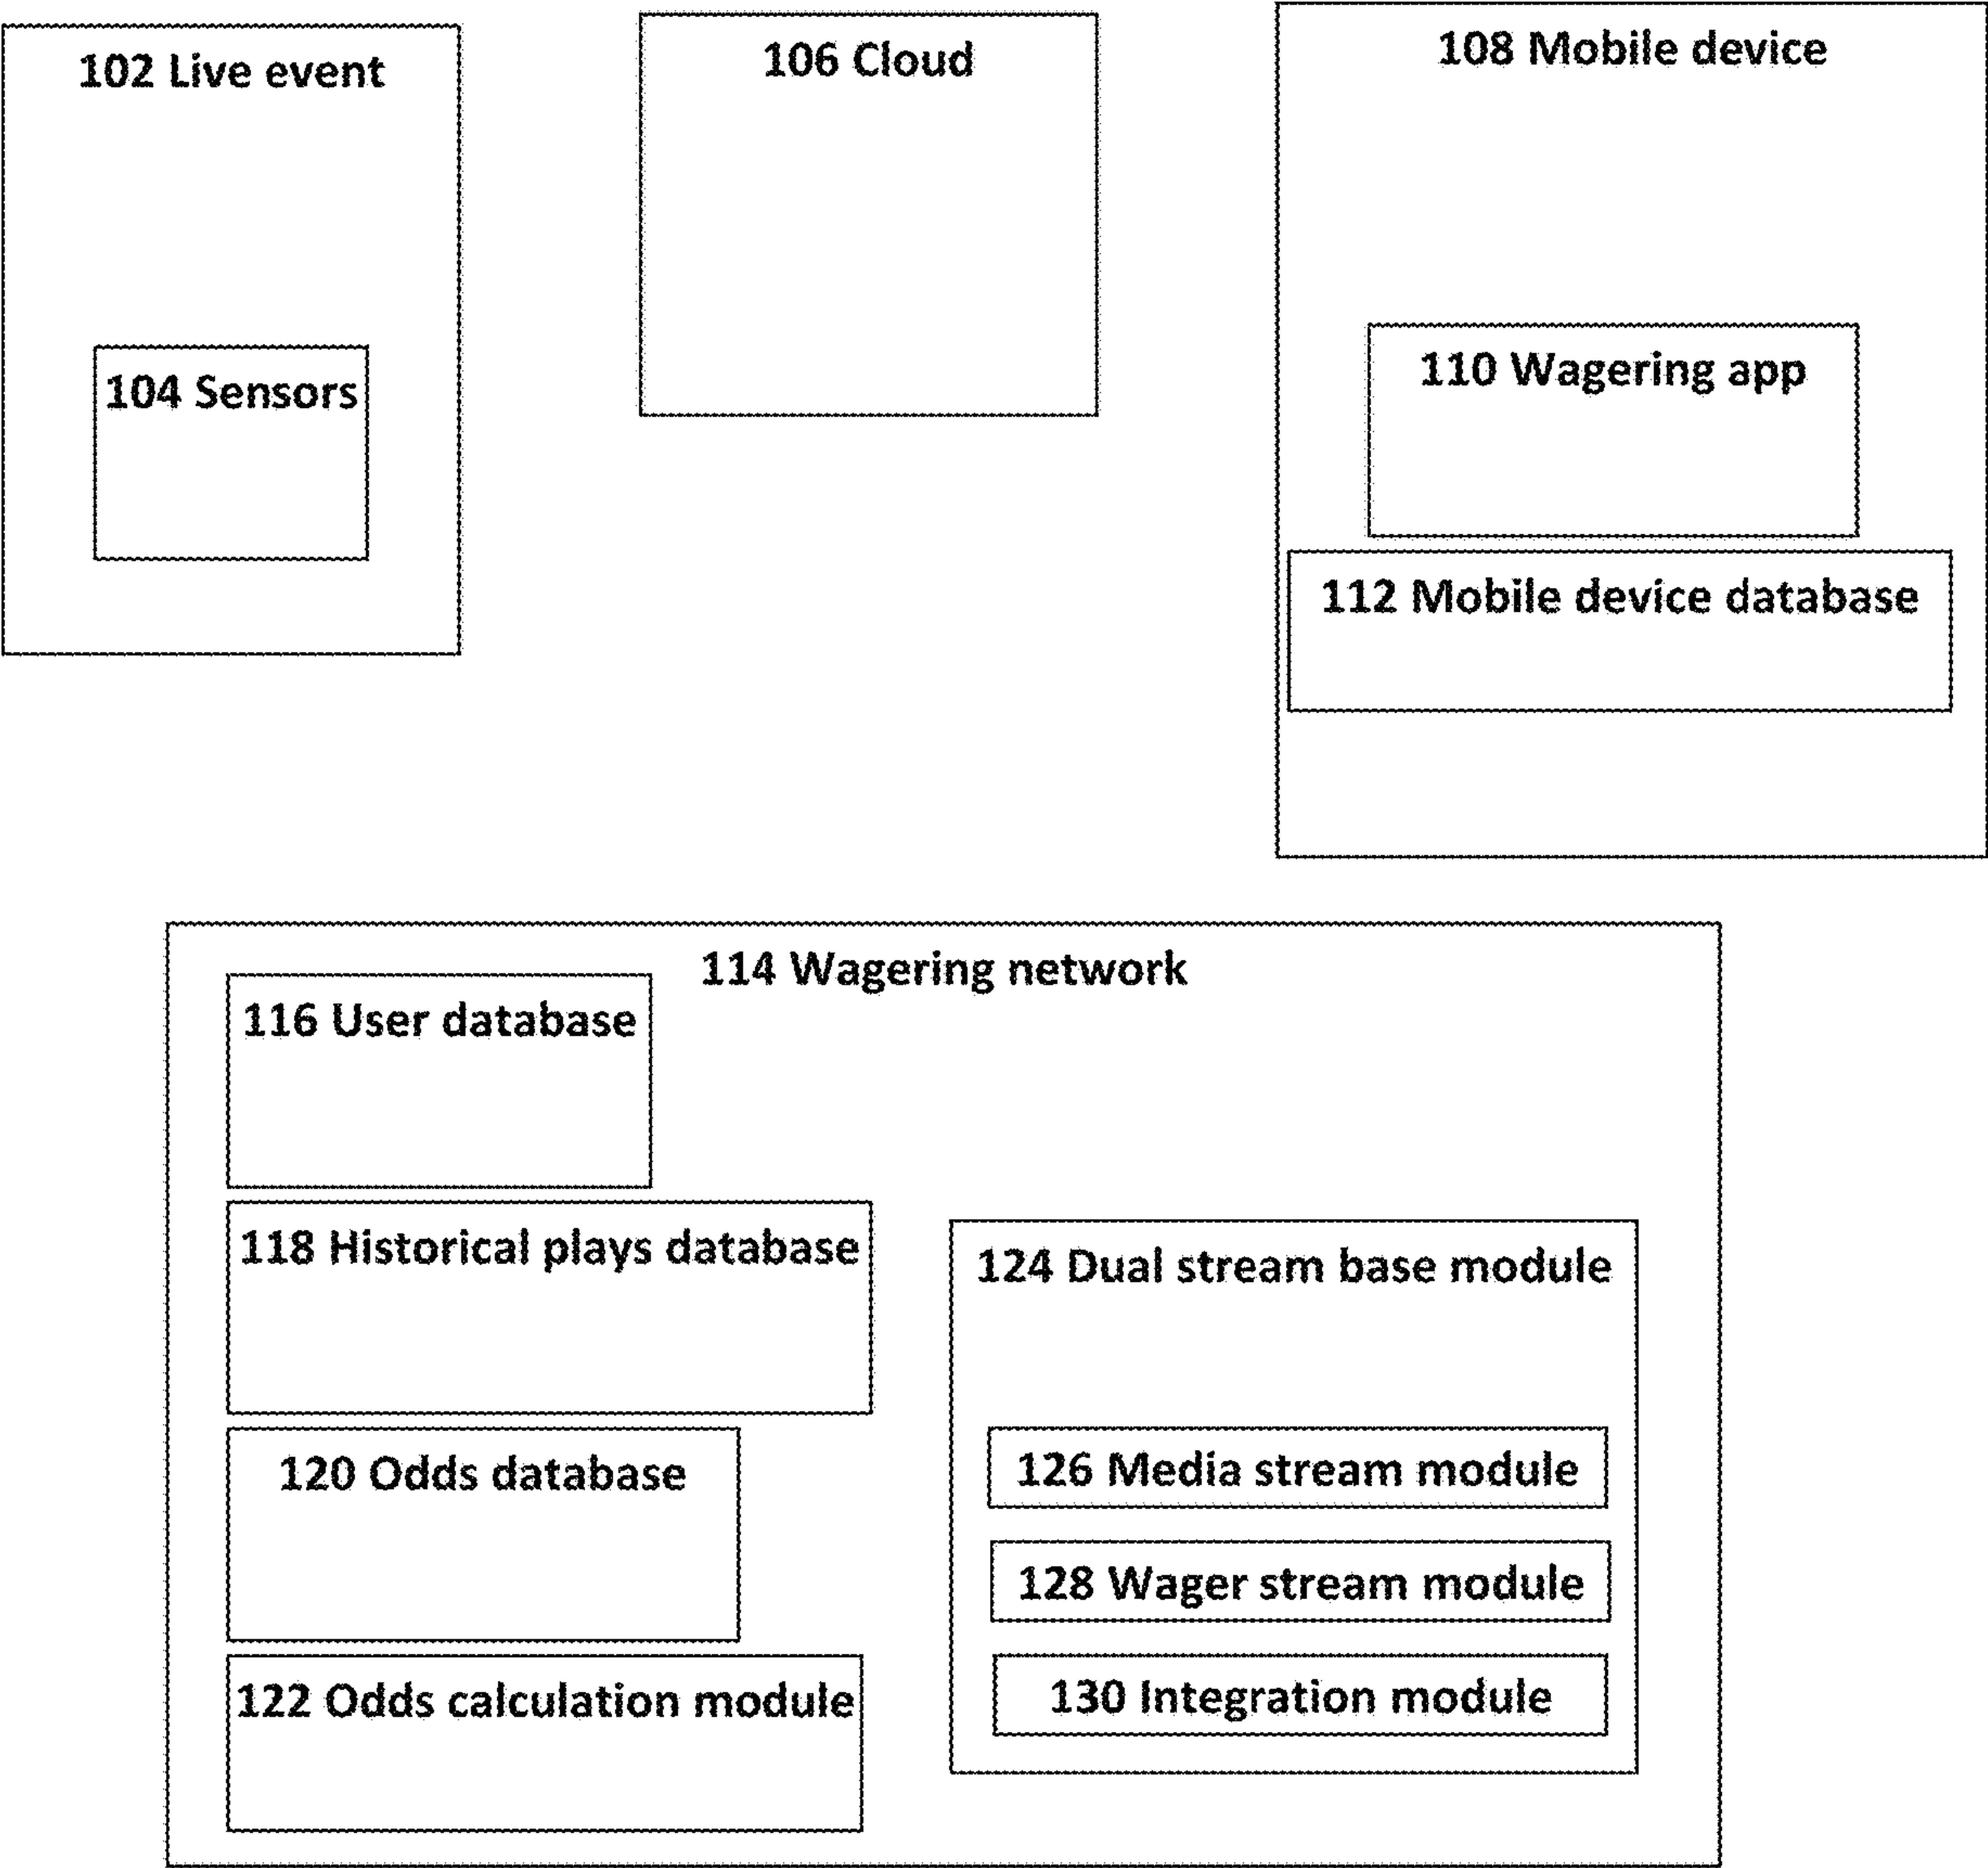 102 Live event
104 Sensors
106 Cloud
108 Mobile device
110 Wagering app
112 Mobile device database
114 Wagering network
116 User database
118 Historical plays database
120 Odds database
122 Odds calculation module
124 Dual stream base module
126 Media stream module
128 Wager stream module
130 Integration module